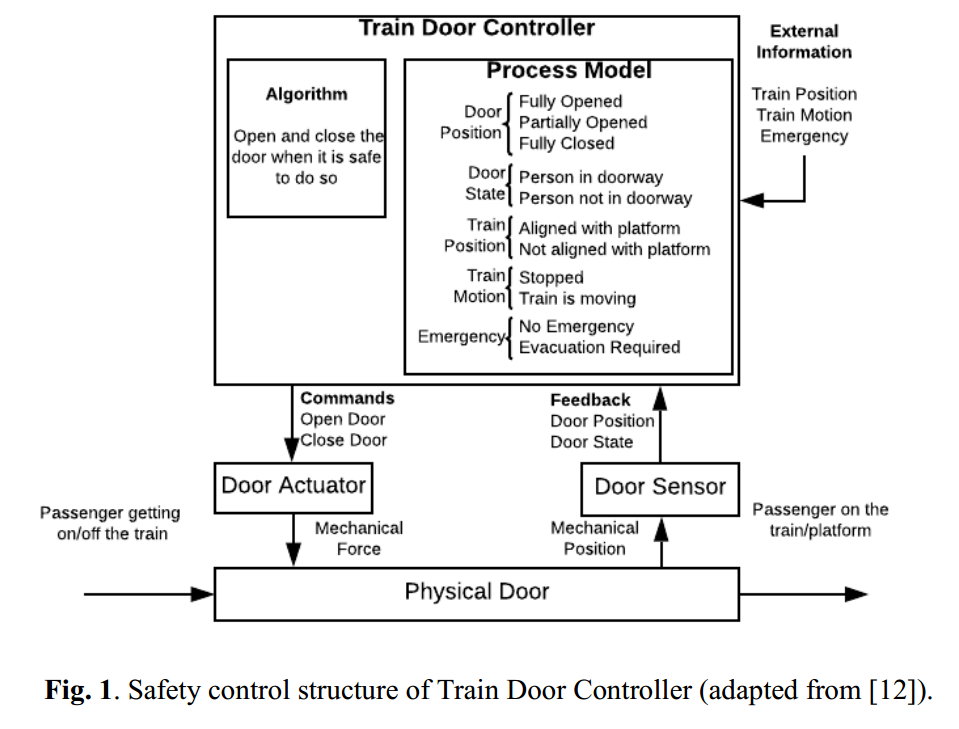 Train Door Controller
External
Information
Train Position
Train Motion
Emergency
Algorithm
Open and close the
door when it is safe
to do so
Process Model
Door
Position
Fully Opened
Partially Opened
Fully Closed
Door
State
Person in doorway
Person not in doorway
Train
Position
Aligned with platform
Not aligned with platform
Train
Motion
Stopped
Train is moving
Emergency
No Emergency
Evacuation Required
Commands
Open Door
Close Door
Feedback
Door Position
Door State
Door Actuator
Door Sensor
Passenger getting
on/off the train
Mechanical
Force
Mechanical
Position
Passenger on the
train/platform
Physical Door
Fig. 1. Safety control structure of Train Door Controller (adapted from [12]).